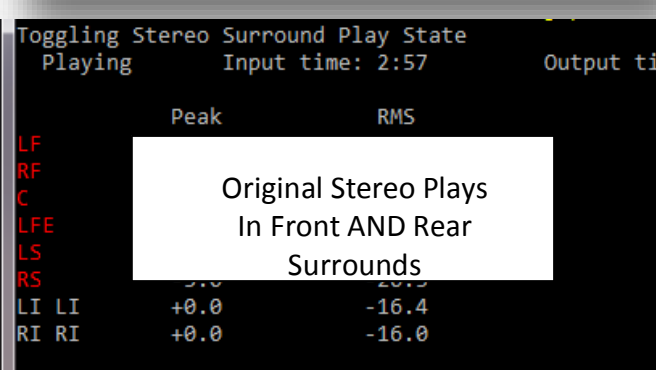 Toggling Stereo Surround Play State
Playing Input time: 2:57 Output ti
Peak RMS
LF
RF
C
LFE
LS
RS
Original Stereo Plays
In Front AND Rear
Surrounds
LI LI +0.0 -16.4
RI RI +0.0 -16.0